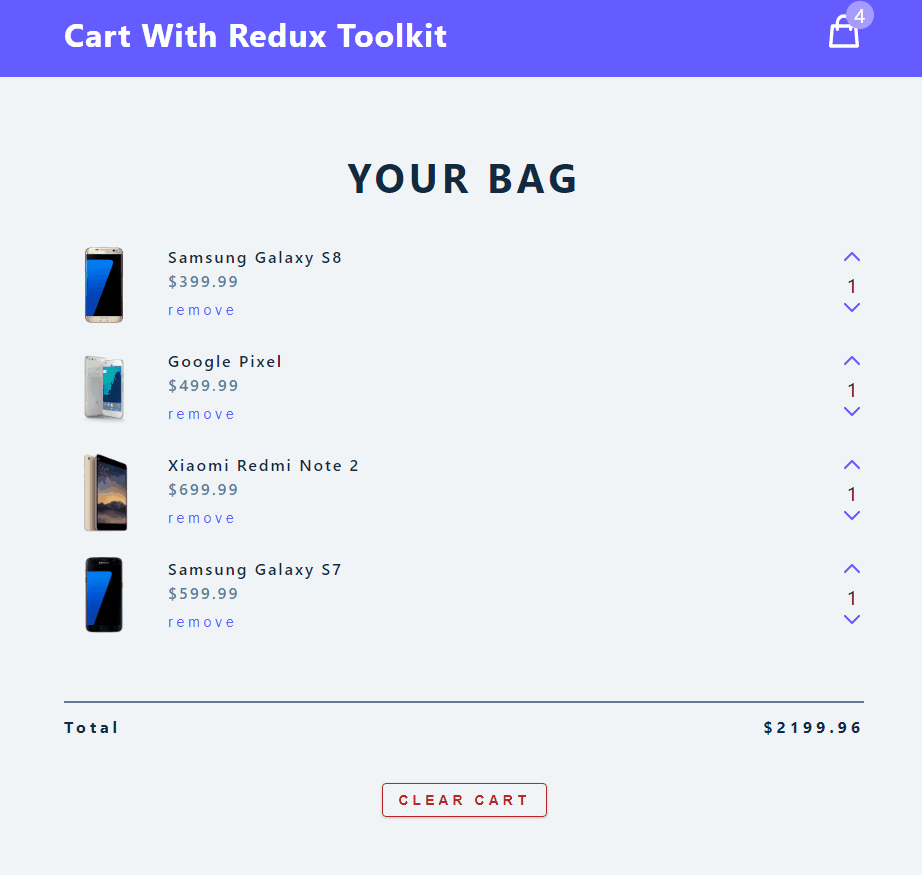 Cart With Redux Toolkit
4
YOUR BAG
Samsung Galaxy S8
$399.99
remove
1
Google Pixel
$499.99
remove
1
Xiaomi Redmi Note 2
$699.99
remove
1
Samsung Galaxy S7
$599.99
remove
1
Total $2199.96
CLEAR CART